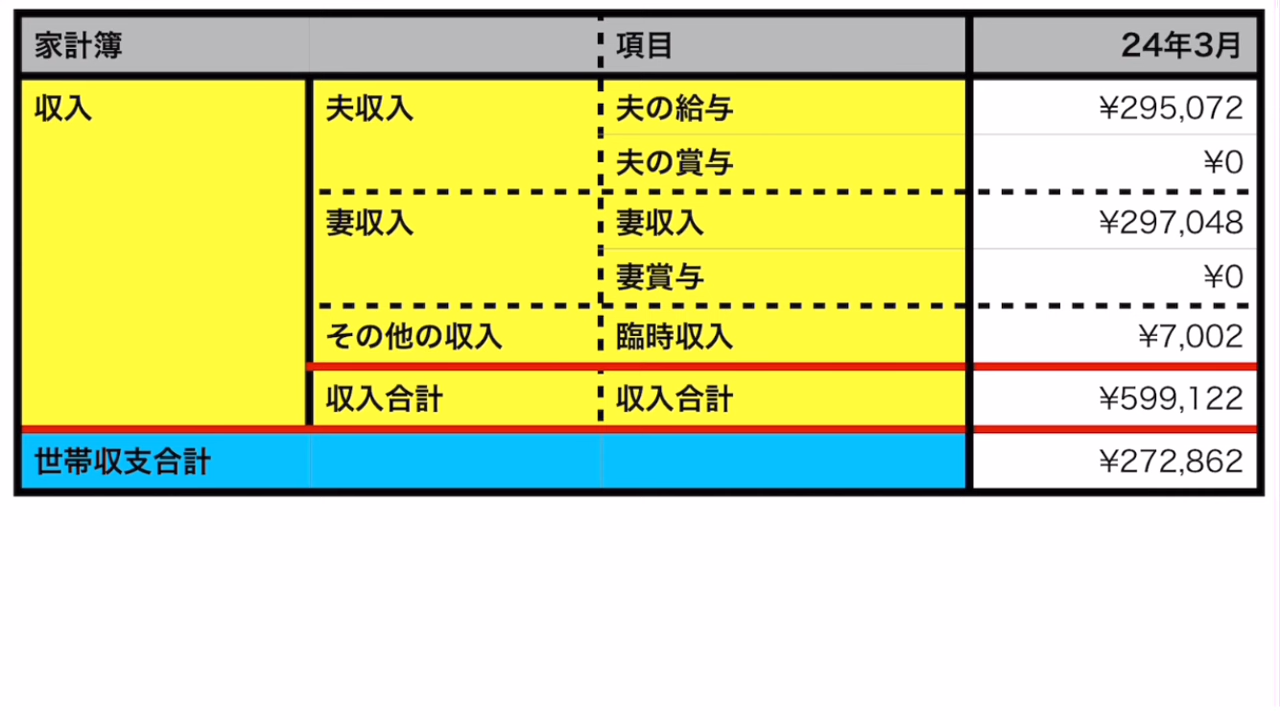 家計簿 項目 24年3月
収入 夫収入 夫の給与 ¥295,072
夫の賞与 ¥0
妻収入 妻収入 ¥297,048
妻賞与 ¥0
その他の収入 臨時収入 ¥7,002
収入合計 収入合計 ¥599,122
世帯収支合計 ¥272,862